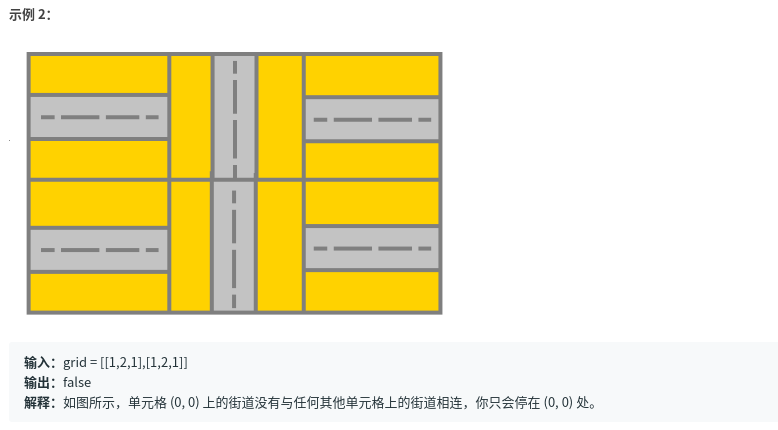 示例 2：
输入：grid = [[1,2,1],[1,2,1]]
输出：false
解释：如图所示，单元格 (0, 0) 上的街道没有与任何其他单元格上的街道相连，你只会停在 (0, 0) 处。